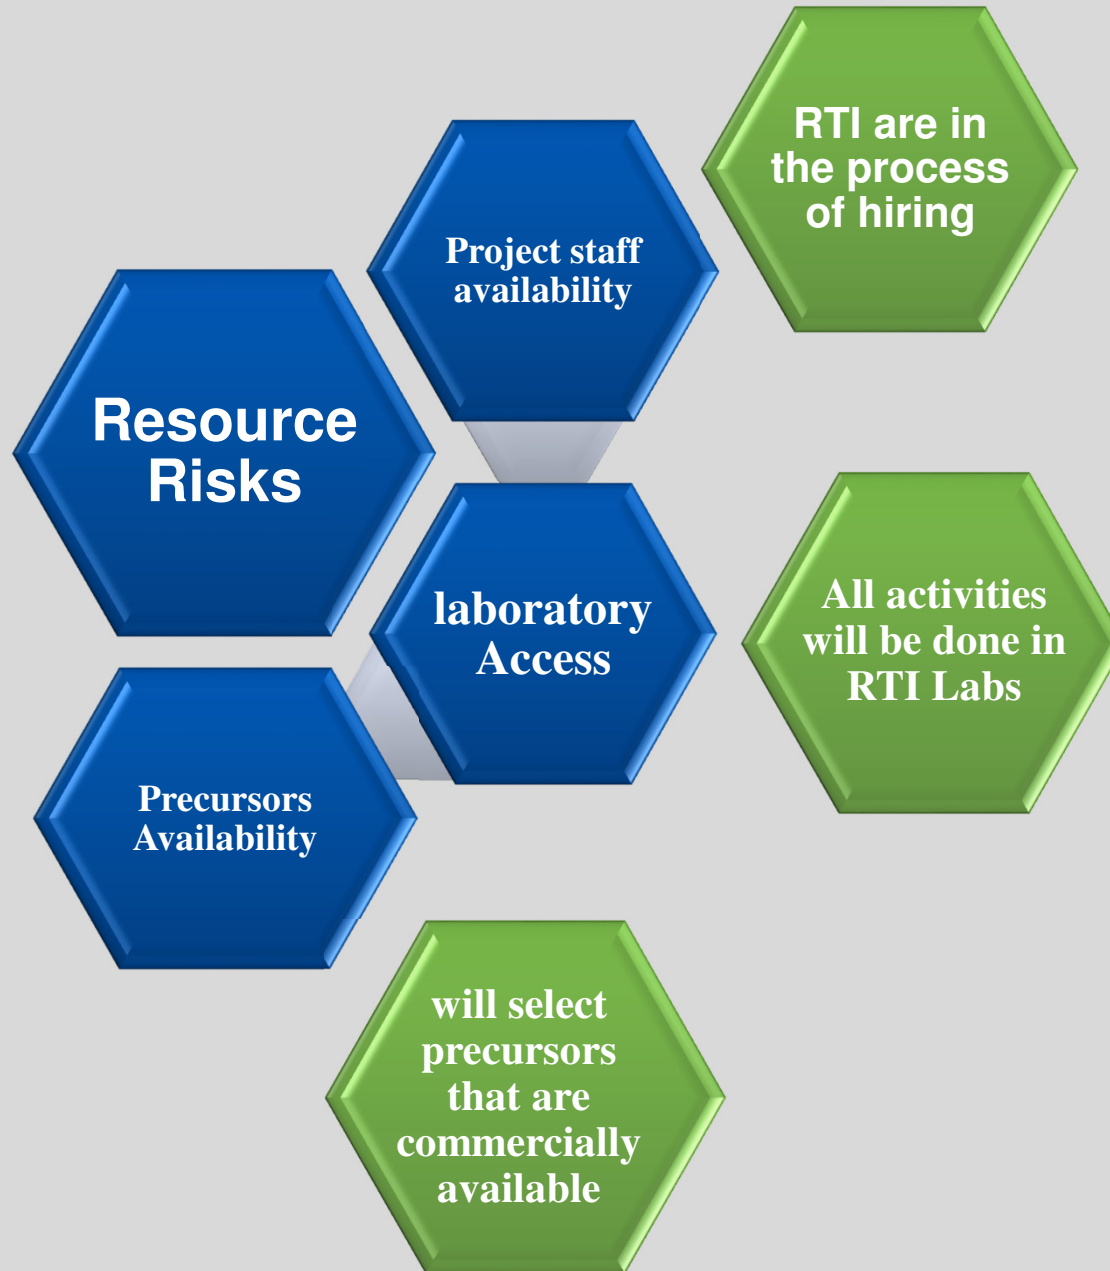 RTI are in
the process
of hiring
Project staff
availability
Resource
Risks
laboratory
Access
All activities
will be done in
RTI Labs
Precursors
Availability
will select
precursors
that are
commercially
available